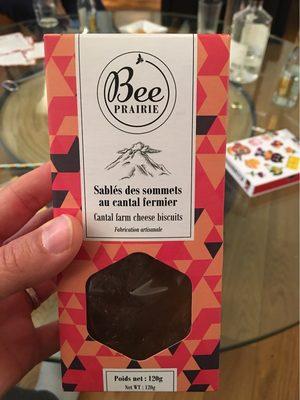 Bee
PRAIRIE
Sablés des sommets
au cantal fermier
Cantal farm cheese biscuits
Fabrication artisanale
Poids net : 120g
Net WT : 120g